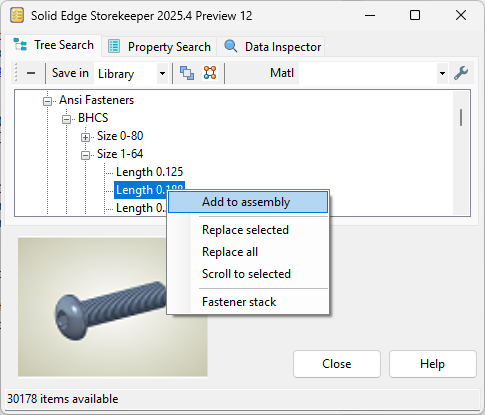 Solid Edge Storekeeper 2025.4 Preview 12
Tree Search Property Search Data Inspector
Save in Library Matl
Ansi Fasteners
BHCS
Size 0-80
Size 1-64
Length 0.125
Length 0.188
Length 0.
Add to assembly
Replace selected
Replace all
Scroll to selected
Fastener stack
Close Help
30178 items available